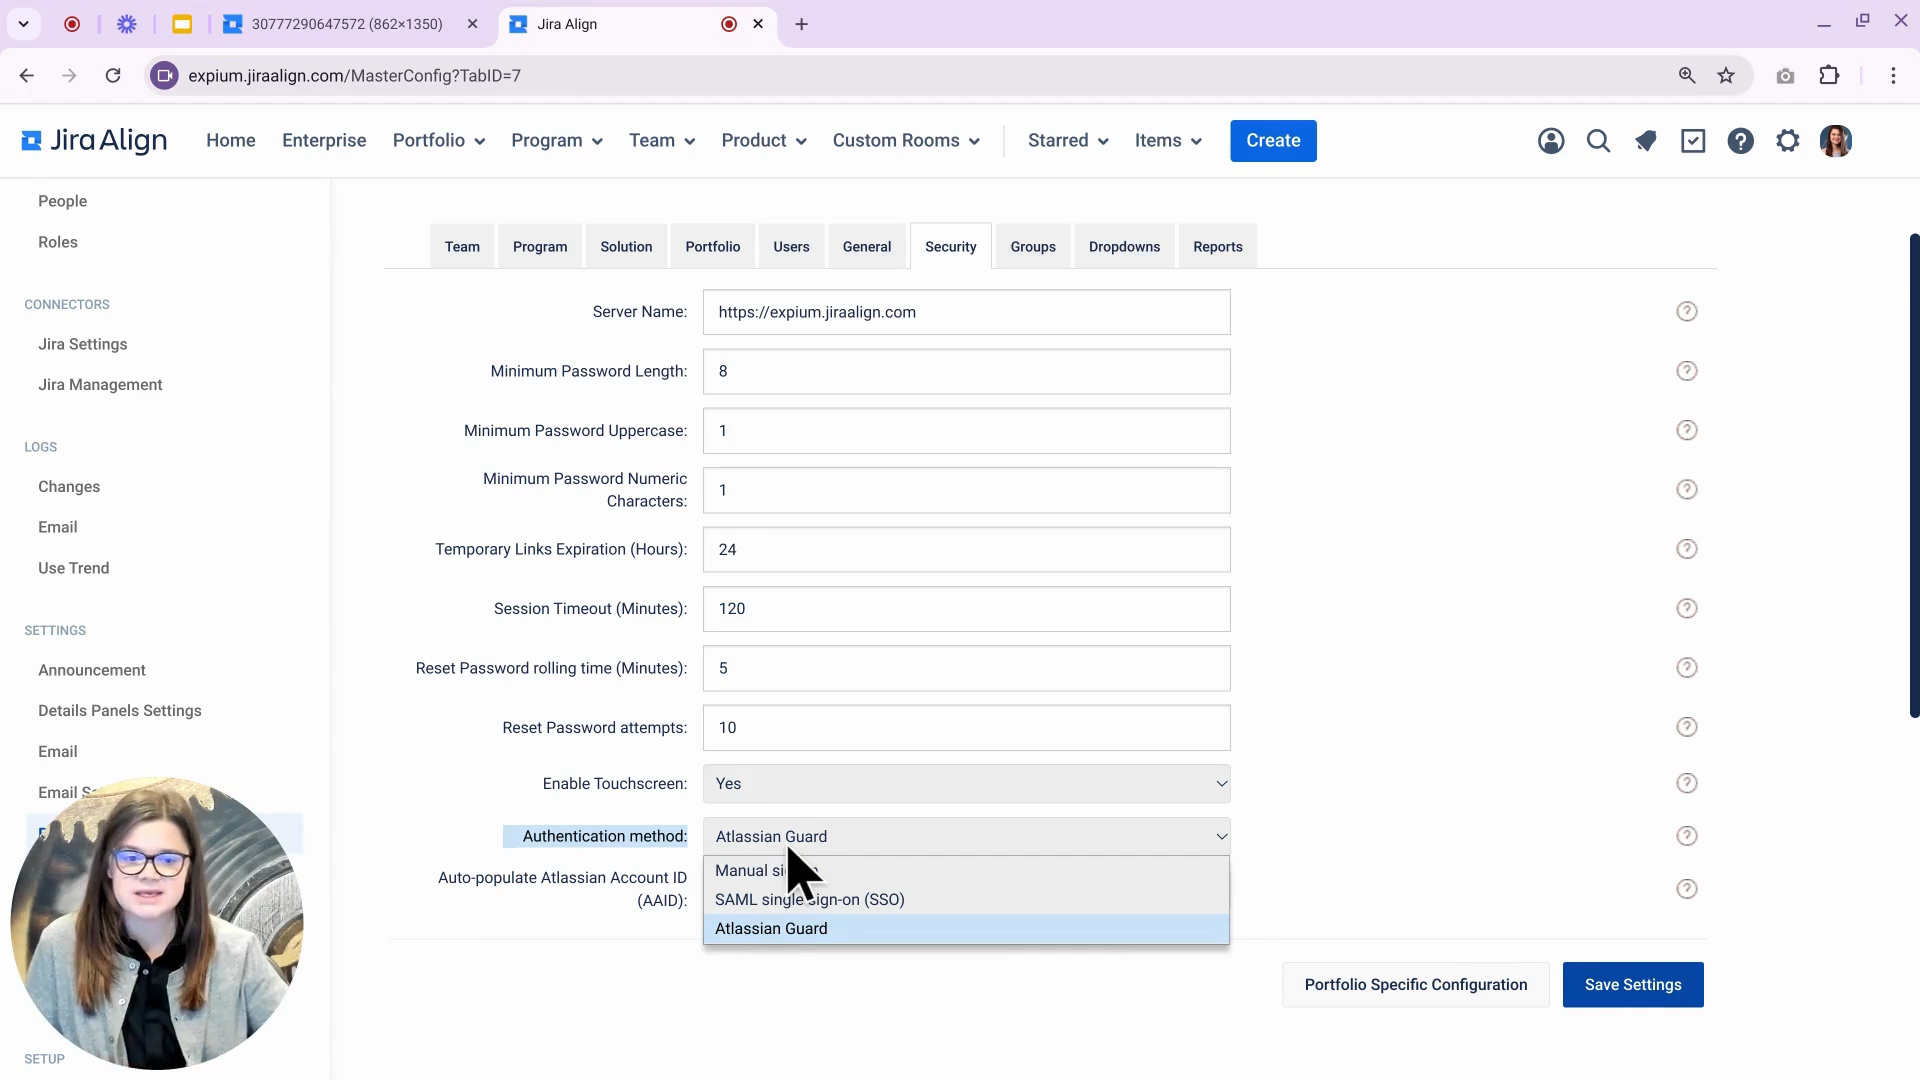 30777290647572 (862×1350)
Jira Align
expium.jiraalign.com/MasterConfig?TabID=7
Jira Align
Home
Enterprise
Portfolio
Program
Team
Product
Custom Rooms
Starred
Items
Create
People
Roles
CONNECTORS
Jira Settings
Jira Management
LOGS
Changes
Email
Use Trend
SETTINGS
Announcement
Details Panels Settings
Email
Email
SETUP
Team
Program
Solution
Portfolio
Users
General
Security
Groups
Dropdowns
Reports
Server Name:
https://expium.jiraalign.com
Minimum Password Length:
8
Minimum Password Uppercase:
1
Minimum Password Numeric
Characters:
1
Temporary Links Expiration (Hours):
24
Session Timeout (Minutes):
120
Reset Password rolling time (Minutes):
5
Reset Password attempts:
10
Enable Touchscreen:
Yes
Authentication method:
Atlassian Guard
Manual
SAML single sign-on (SSO)
Atlassian Guard
Auto-populate Atlassian Account ID
(AAID):
Portfolio Specific Configuration
Save Settings